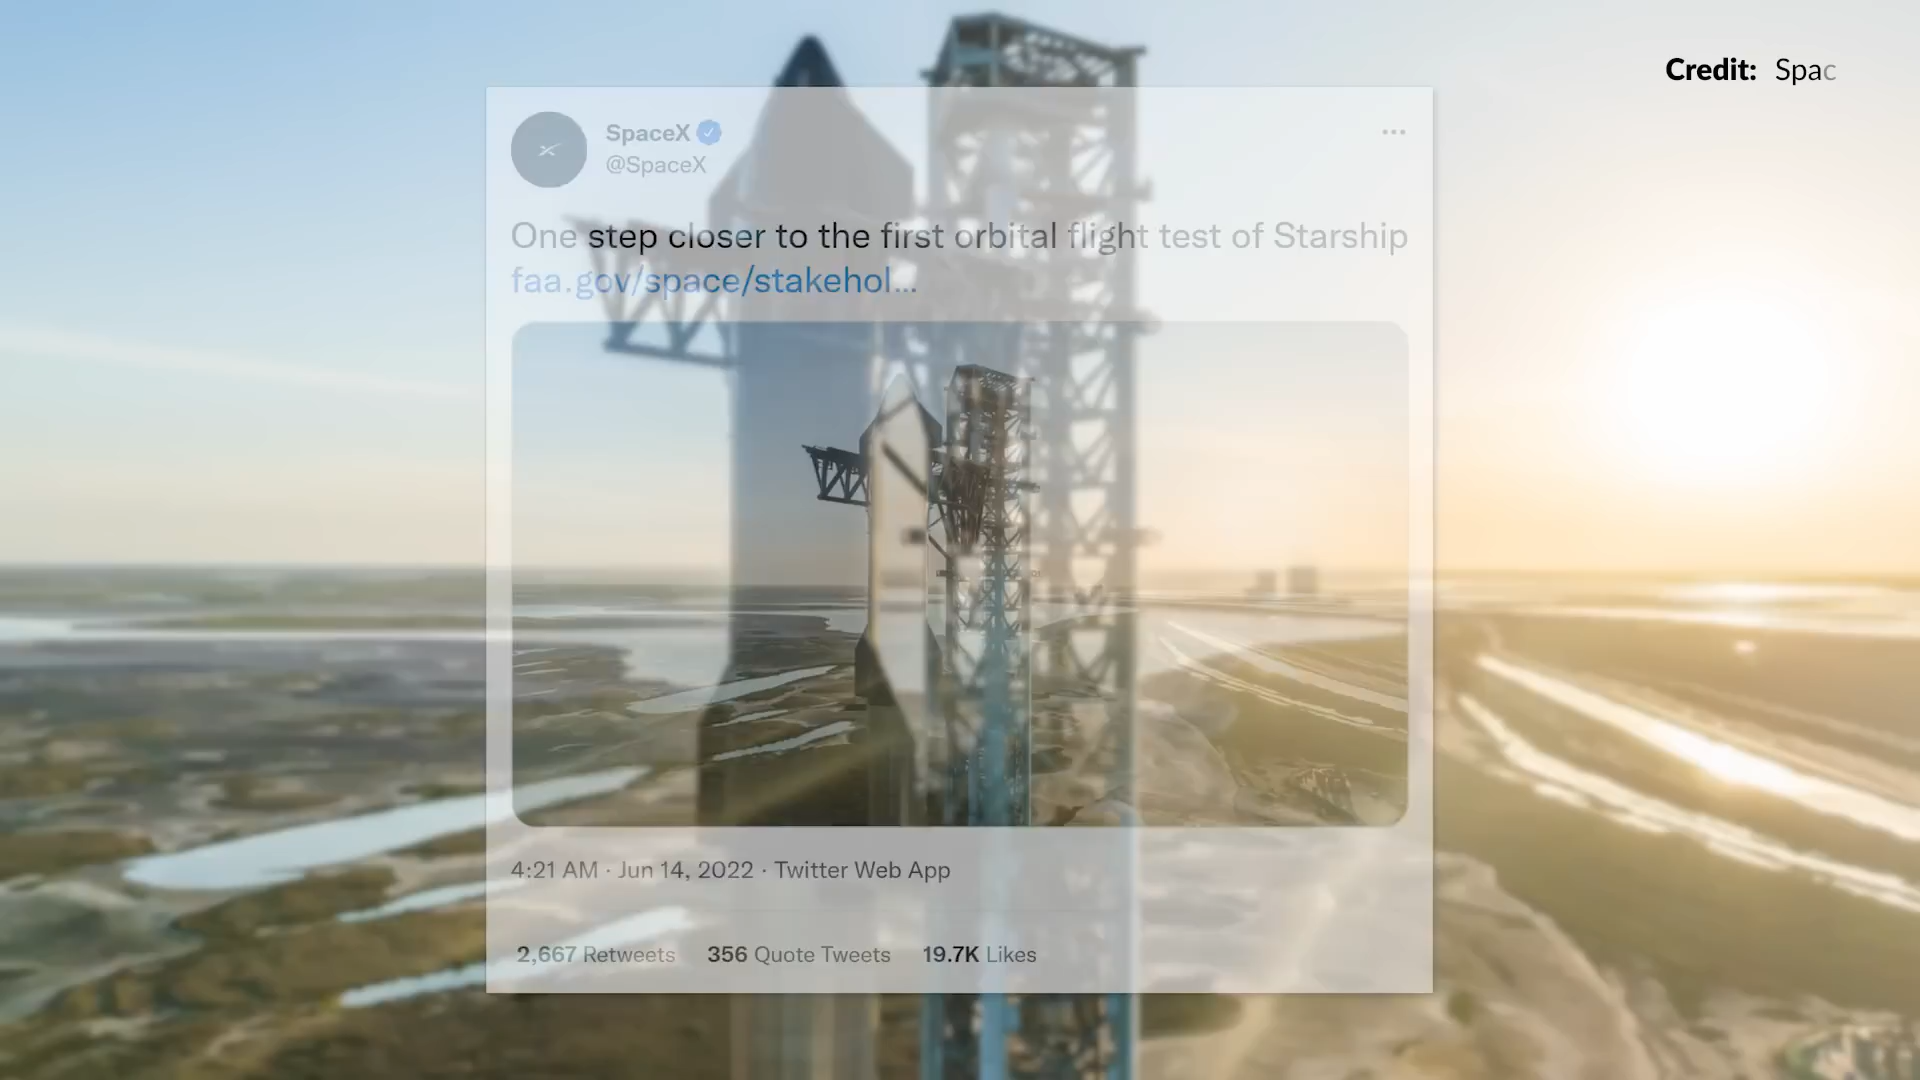 Credit: Spac
SpaceX
@SpaceX
One step closer to the first orbital flight test of Starship
faa.gov/space/stakehol...
4:21 AM · Jun 14, 2022 · Twitter Web App
2,667 Retweets 356 Quote Tweets 19.7K Likes